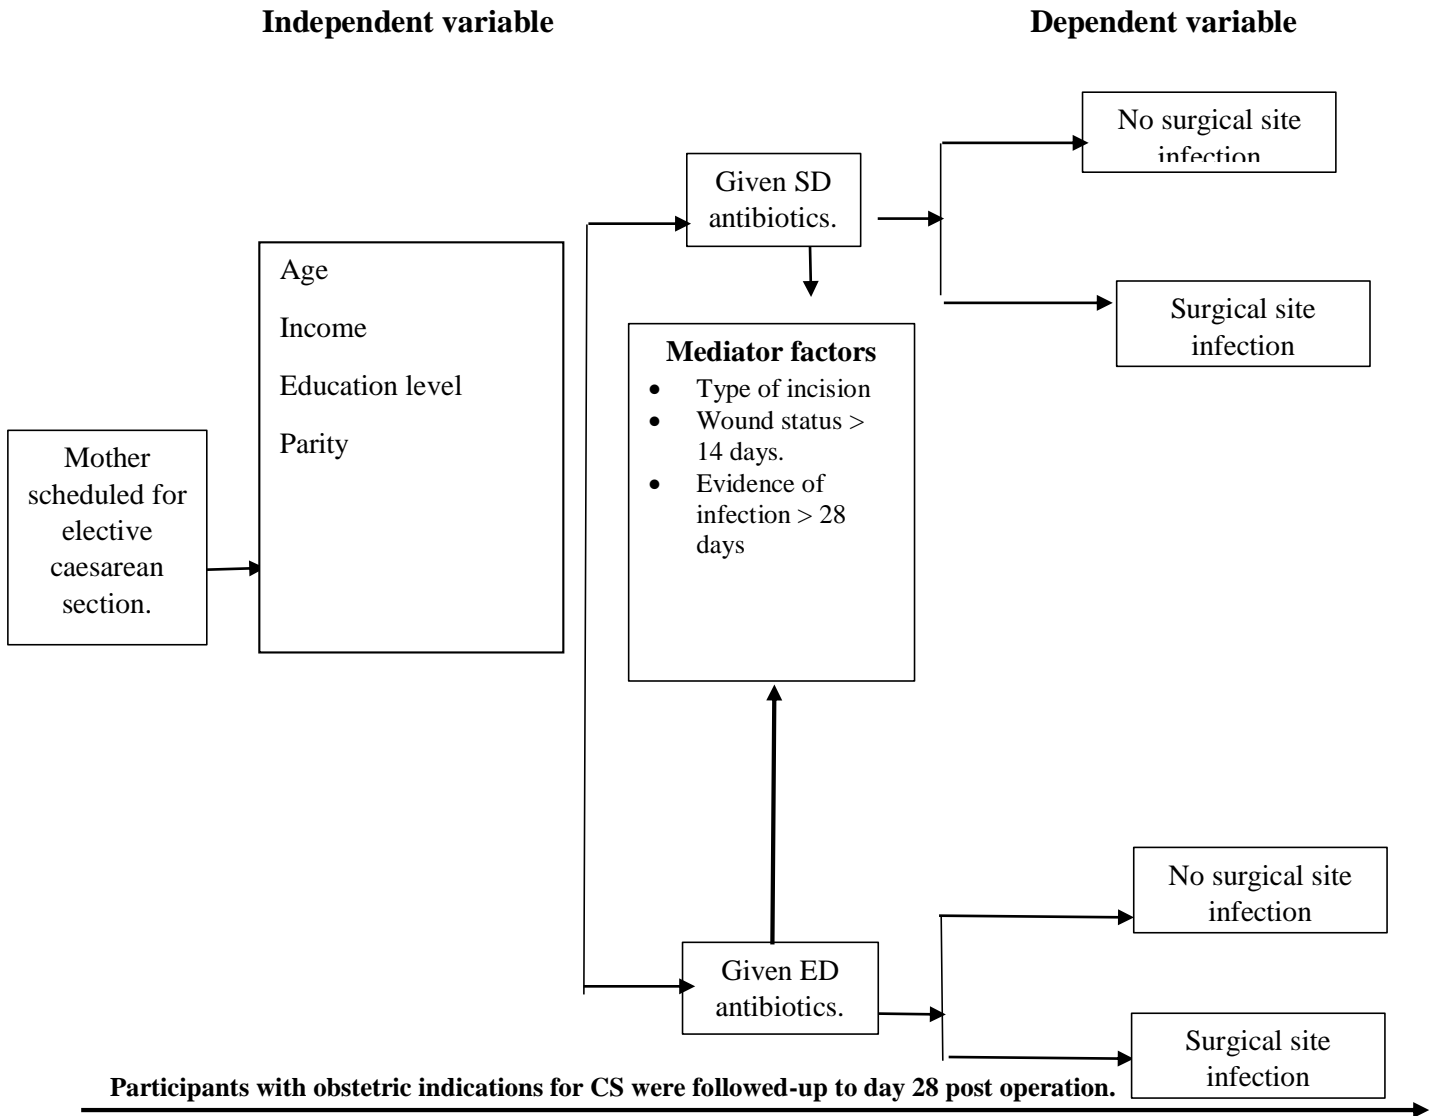 Independent variable
Dependent variable
No surgical site
infection
Given SD
antibiotics.
Age
Income
Education level
Parity
Surgical site
infection
Mediator factors
• Type of incision
• Wound status >
14 days.
• Evidence of
infection > 28
days
Mother
scheduled for
elective
caesarean
section.
No surgical site
infection
Given ED
antibiotics.
Surgical site
infection
Participants with obstetric indications for CS were followed-up to day 28 post operation.